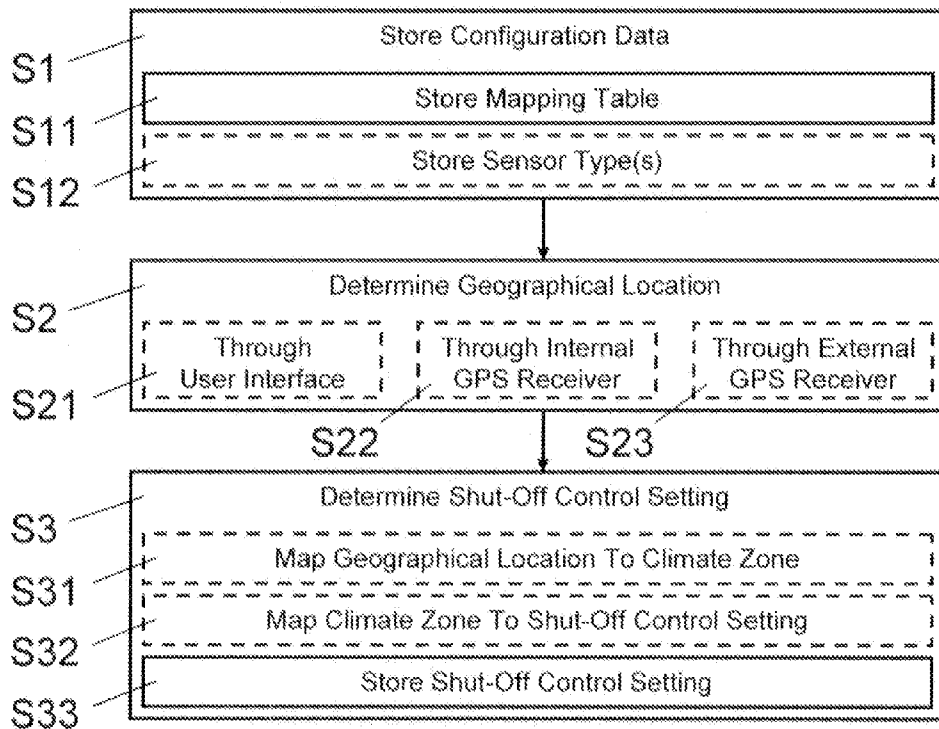 Store Configuration Data
S1
Store Mapping Table
S11
Store Sensor Type(s)
S12
Determine Geographical Location
S2
Through
User Interface
Through Internal
GPS Receiver
Through External
GPS Receiver
S21
S22
S23
Determine Shut-Off Control Setting
S3
Map Geographical Location To Climate Zone
S31
Map Climate Zone To Shut-Off Control Setting
S32
Store Shut-Off Control Setting
S33